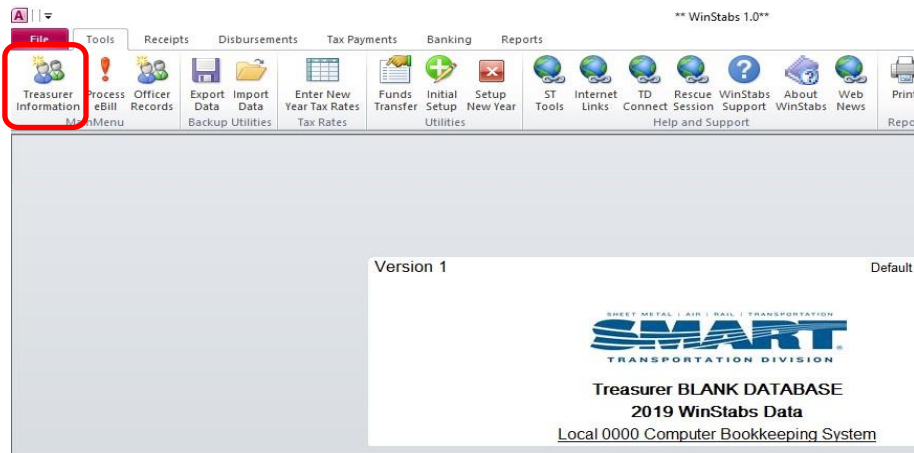 A
** WinStabs 1.0**
File Tools Receipts Disbursements Tax Payments Banking Reports
Treasurer Information Process eBill Officer Records Export Data Import Data Enter New Year Tax Rates Funds Transfer Initial Setup Setup New Year ST Tools Internet Links TD Connect Rescue Session WinStabs Support About WinStabs Web News Print
MainMenu Backup Utilities Tax Rates Utilities Help and Support Repo
Version 1 Default
SHEET METAL | AIR | RAIL | TRANSPORTATION
SMART
TRANSPORTATION DIVISION
Treasurer BLANK DATABASE
2019 WinStabs Data
Local 0000 Computer Bookkeeping System